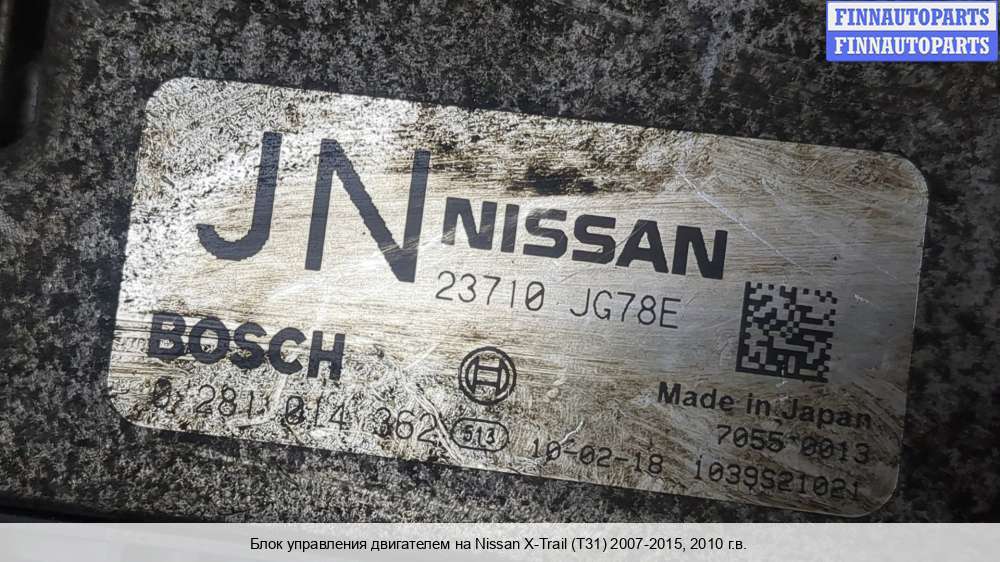 FINNAUTOPARTS
FINNAUTOPARTS
JN NISSAN
23710 JG78E
BOSCH
0 281 014 362 513 10-02-18
Made in Japan
7055 0013
1039S21021
Блок управления двигателем на Nissan X-Trail (T31) 2007-2015, 2010 г.в.